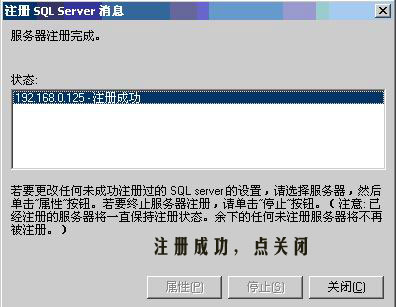 注册 SQL Server 消息
服务器注册完成。
状态:
192.168.0.125 - 注册成功
若要更改任何未成功注册过的 SQL server 的设置，请选择服务器，然后
单击“属性”按钮。若要终止服务器注册，请单击“停止”按钮。（注意: 已
经注册的服务器将一直保持注册状态。余下的任何未注册服务器将不再
被注册。）
注册成功，点关闭
属性(P)
停止(S)
关闭(C)